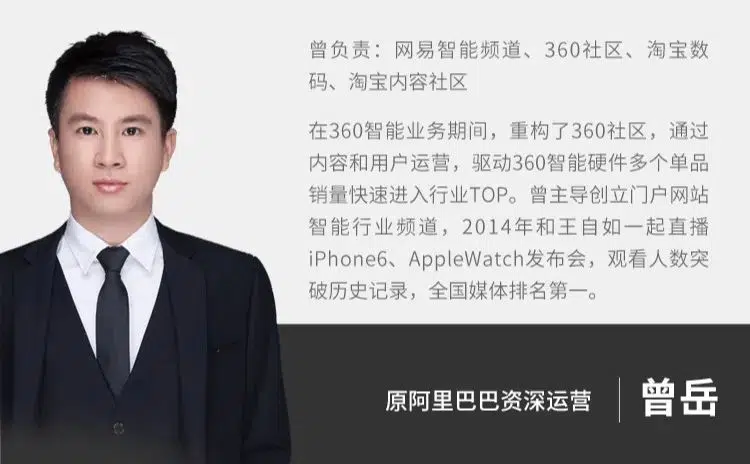 曾负责：网易智能频道、360社区、淘宝数
码、淘宝内容社区
在360智能业务期间，重构了360社区，通过
内容和用户运营，驱动360智能硬件多个单品
销量快速进入行业TOP。曾主导创立门户网站
智能行业频道，2014年和王自如一起直播
iPhone6、AppleWatch发布会，观看人数突
破历史记录，全国媒体排名第一。
原阿里巴巴资深运营
曾岳